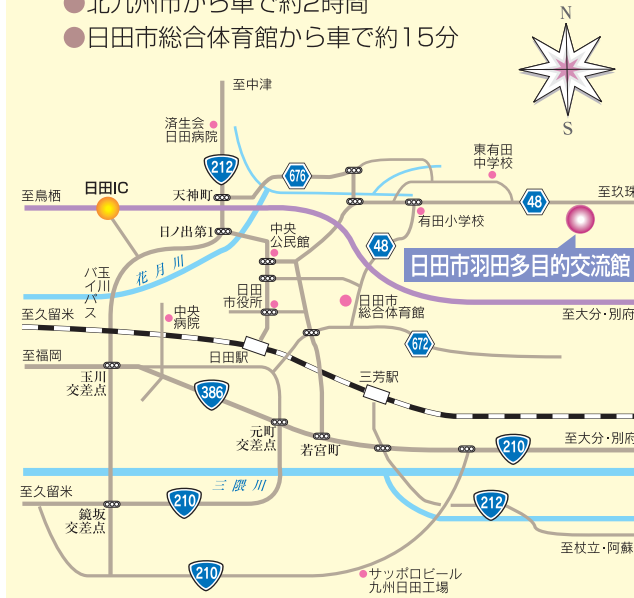 ●北九州市から車で約2時間
●日田市総合体育館から車で約15分
N
S
至中津
済生会
日田病院
212
676
東有田
中学校
至鳥栖
日田IC
天神町
48
至玖珠
有田小学校
日ノ出第1
中央
公民館
48
日田市羽田多目的交流館
花月川
玉川
バイパス
日田
市役所
日田市
総合体育館
至大分・別府
至久留米
中央
病院
日田駅
672
至福岡
三芳駅
玉川
交差点
386
元町
交差点
若宮町
210
至大分・別府
至久留米
210
三隈川
212
鏡坂
交差点
至杖立・阿蘇
210
サッポロビール
九州日田工場